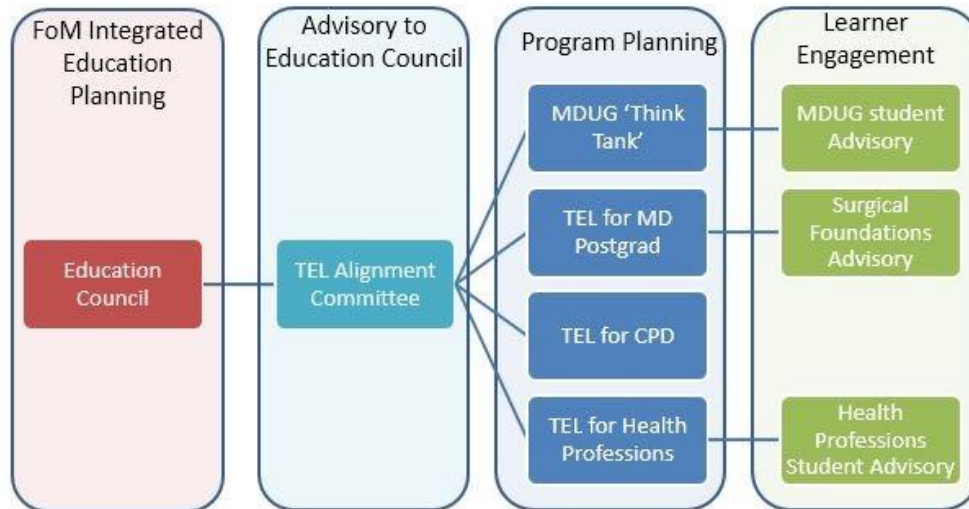 FoM Integrated
Education
Planning
Education
Council
Advisory to
Education Council
TEL Alignment
Committee
Program Planning
MDUG ‘Think
Tank’
TEL for MD
Postgrad
TEL for CPD
TEL for Health
Professions
Learner
Engagement
MDUG student
Advisory
Surgical
Foundations
Advisory
Health
Professions
Student Advisory